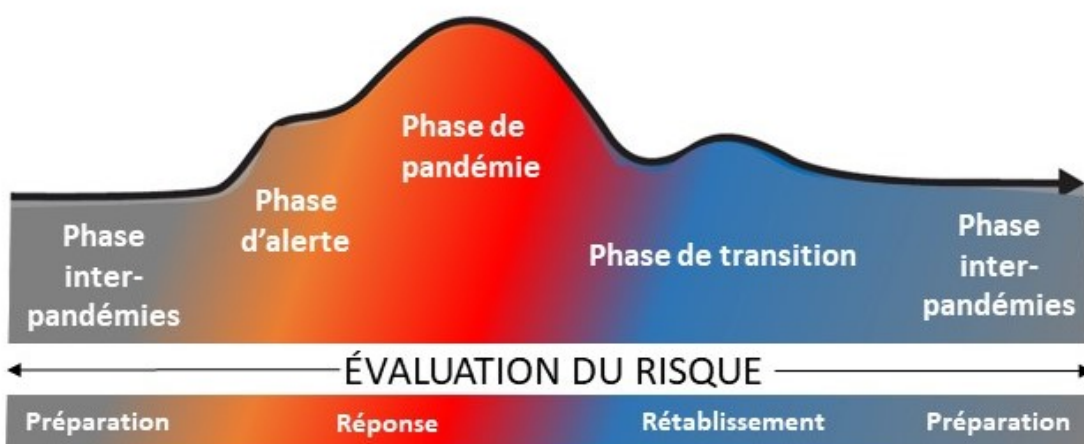 Phase de
pandémie
Phase
d'alerte
Phase
inter-
pandémies
Phase de transition
Phase
inter-
pandémies
ÉVALUATION DU RISQUE
Préparation
Réponse
Rétablissement
Préparation